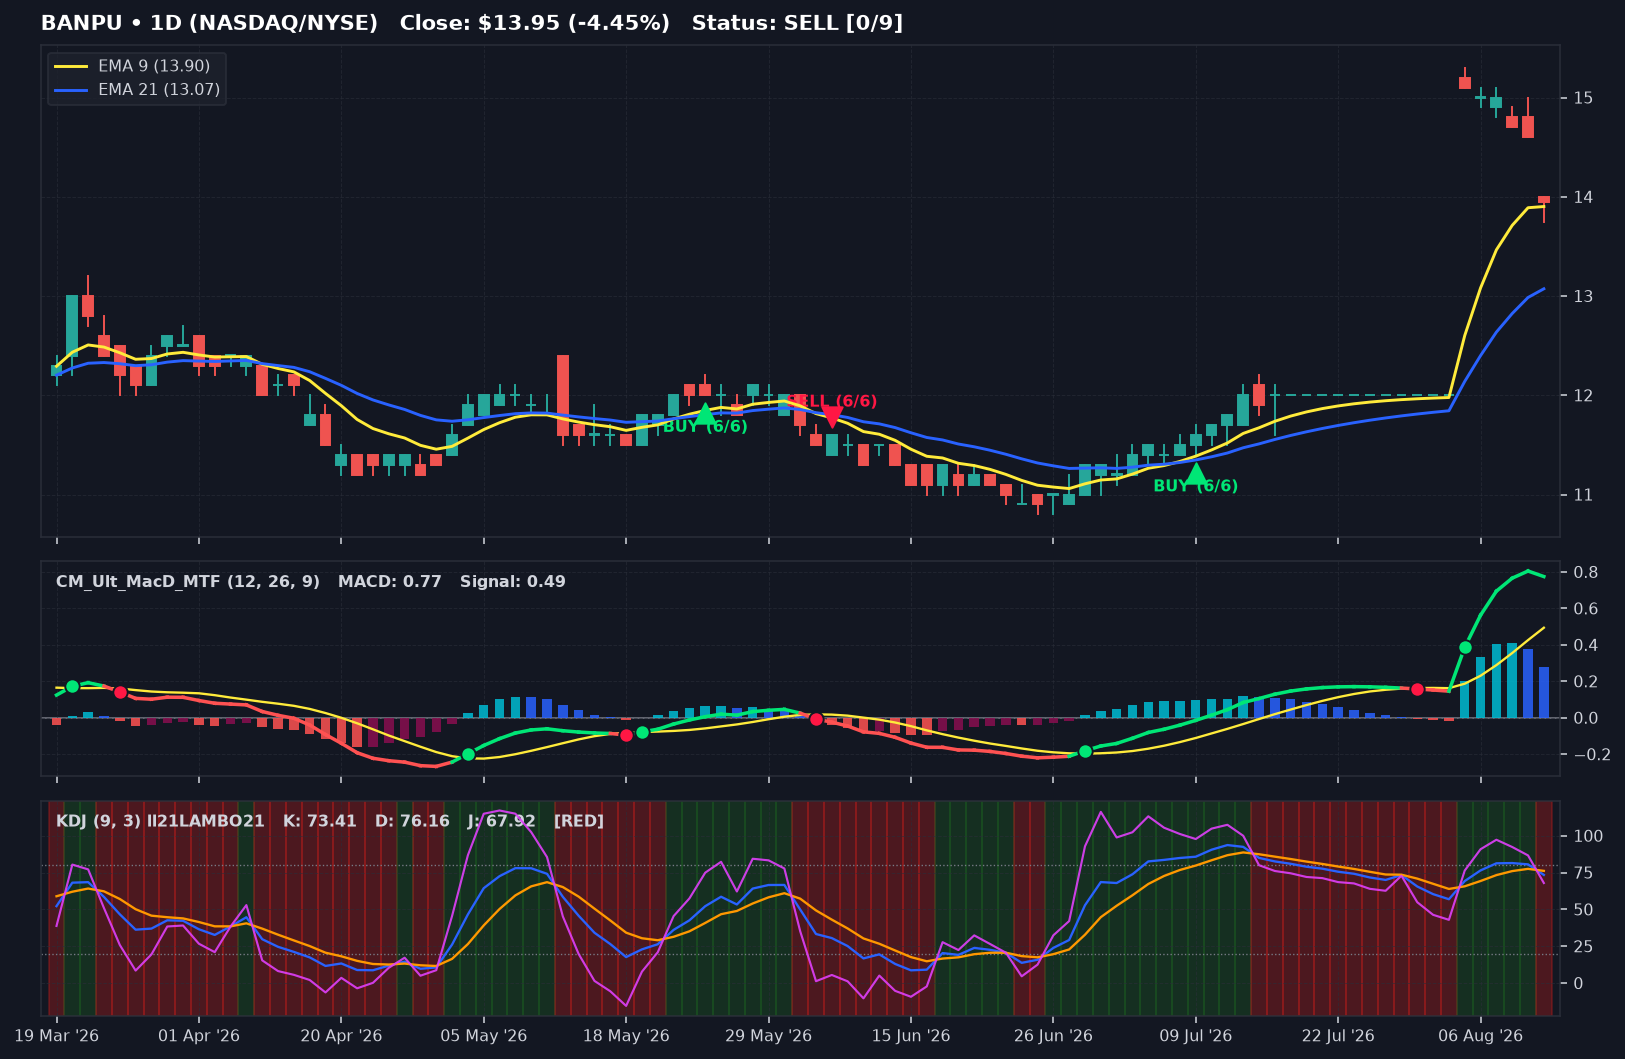 BANPU • 1D (NASDAQ/NYSE)   Close: $13.95 (-4.45%)   Status: SELL [0/9]
EMA 9 (13.90)
EMA 21 (13.07)
15
14
13
12
11
SELL (6/6)
BUY (6/6)
BUY (6/6)
CM_Ult_MacD_MTF (12, 26, 9)   MACD: 0.77   Signal: 0.49
0.8
0.6
0.4
0.2
0.0
−0.2
KDJ (9, 3) II21LAMBO21   K: 73.41   D: 76.16   J: 67.92   [RED]
100
75
50
25
0
19 Mar '26   01 Apr '26   20 Apr '26   05 May '26   18 May '26   29 May '26   15 Jun '26   26 Jun '26   09 Jul '26   22 Jul '26   06 Aug '26